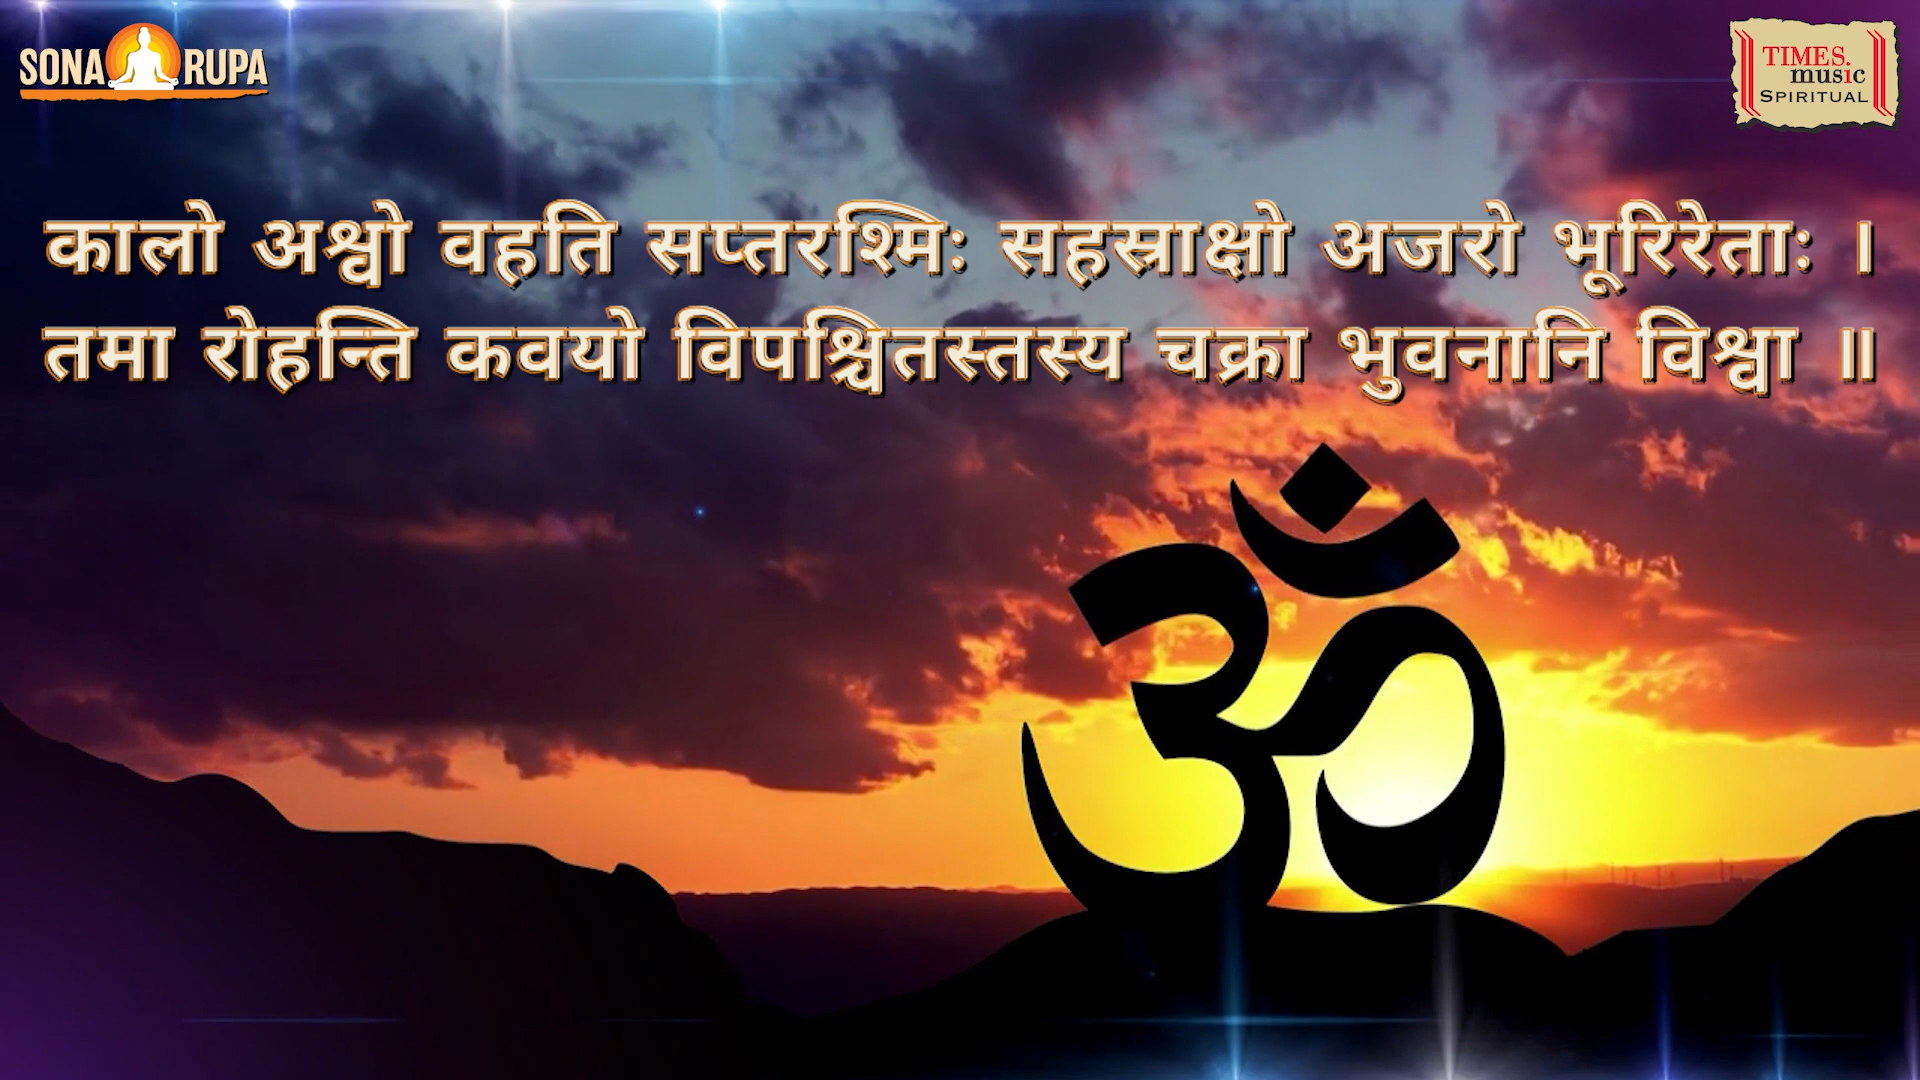 SONA RUPA
TIMES.
music
SPIRITUAL
कालो अश्वो वहति सप्तरश्मिः सहस्राक्षो अजरो भूरिरेताः ।
तमा रोहन्ति कवयो विपश्चितस्तस्य चक्रा भुवनानि विश्वा ॥